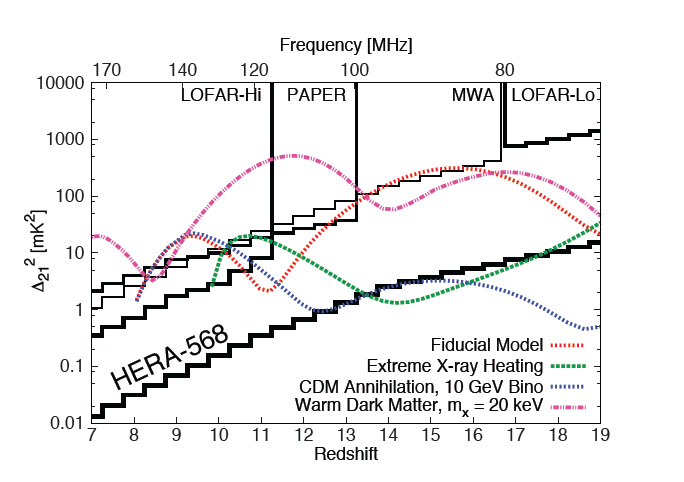 Frequency [MHz]
170 140 120 100 80
LOFAR-Hi PAPER MWA LOFAR-Lo
10000
1000
100
10
1
0.1
0.01
Δ21² [mK²]
HERA-568
Fiducial Model
Extreme X-ray Heating
CDM Annihilation, 10 GeV Bino
Warm Dark Matter, mx = 20 keV
7 8 9 10 11 12 13 14 15 16 17 18 19
Redshift